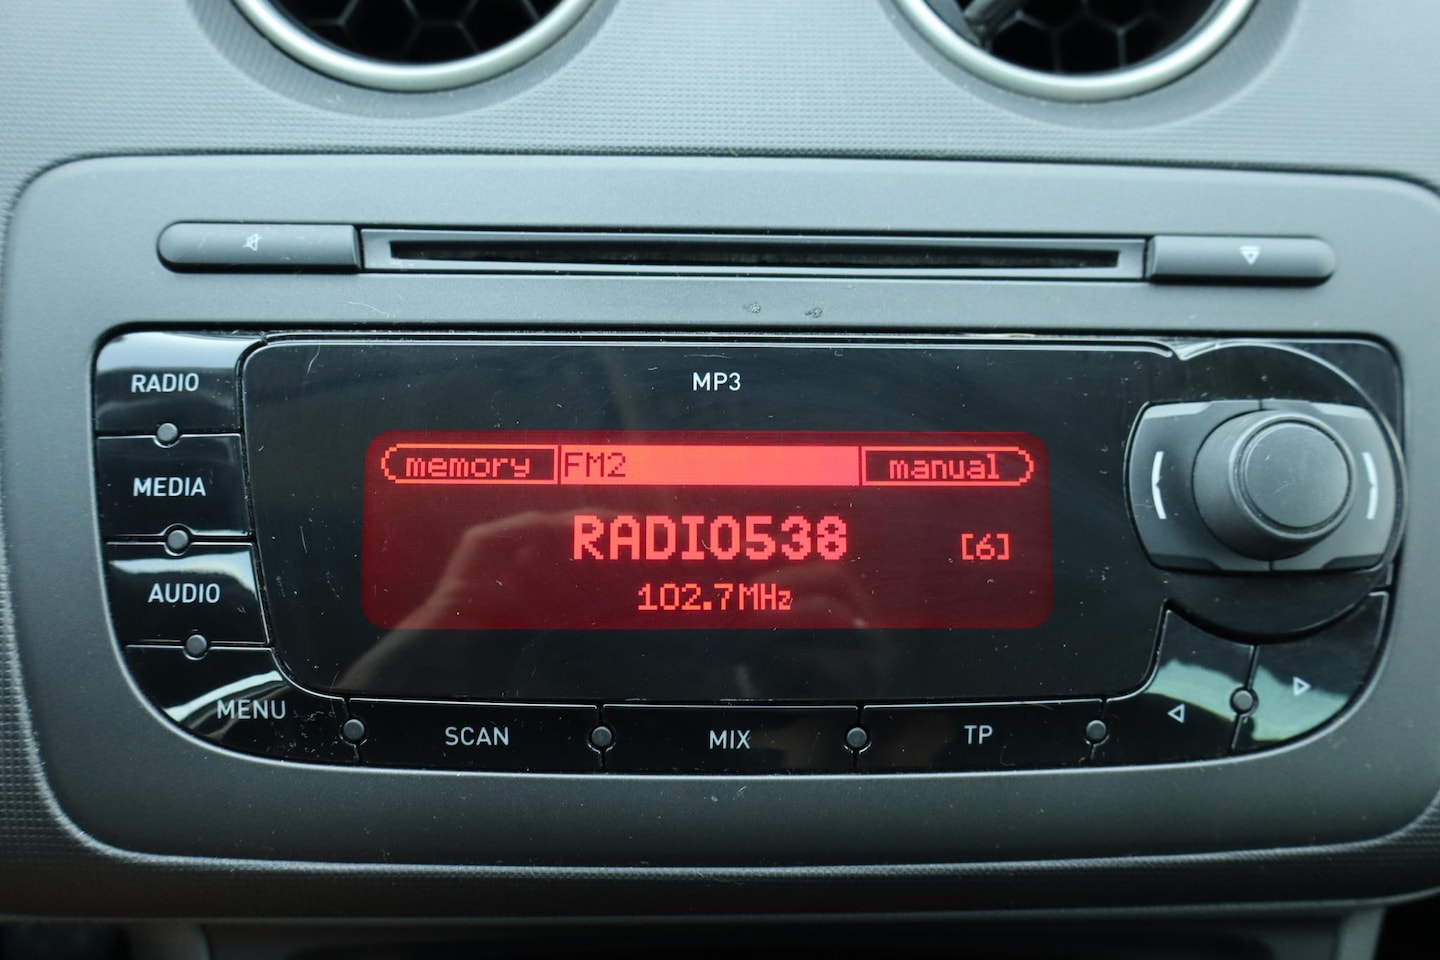 MP3
RADIO
memory FM2 manual
MEDIA
RADIO538 [6]
102.7MHz
AUDIO
MENU SCAN MIX TP